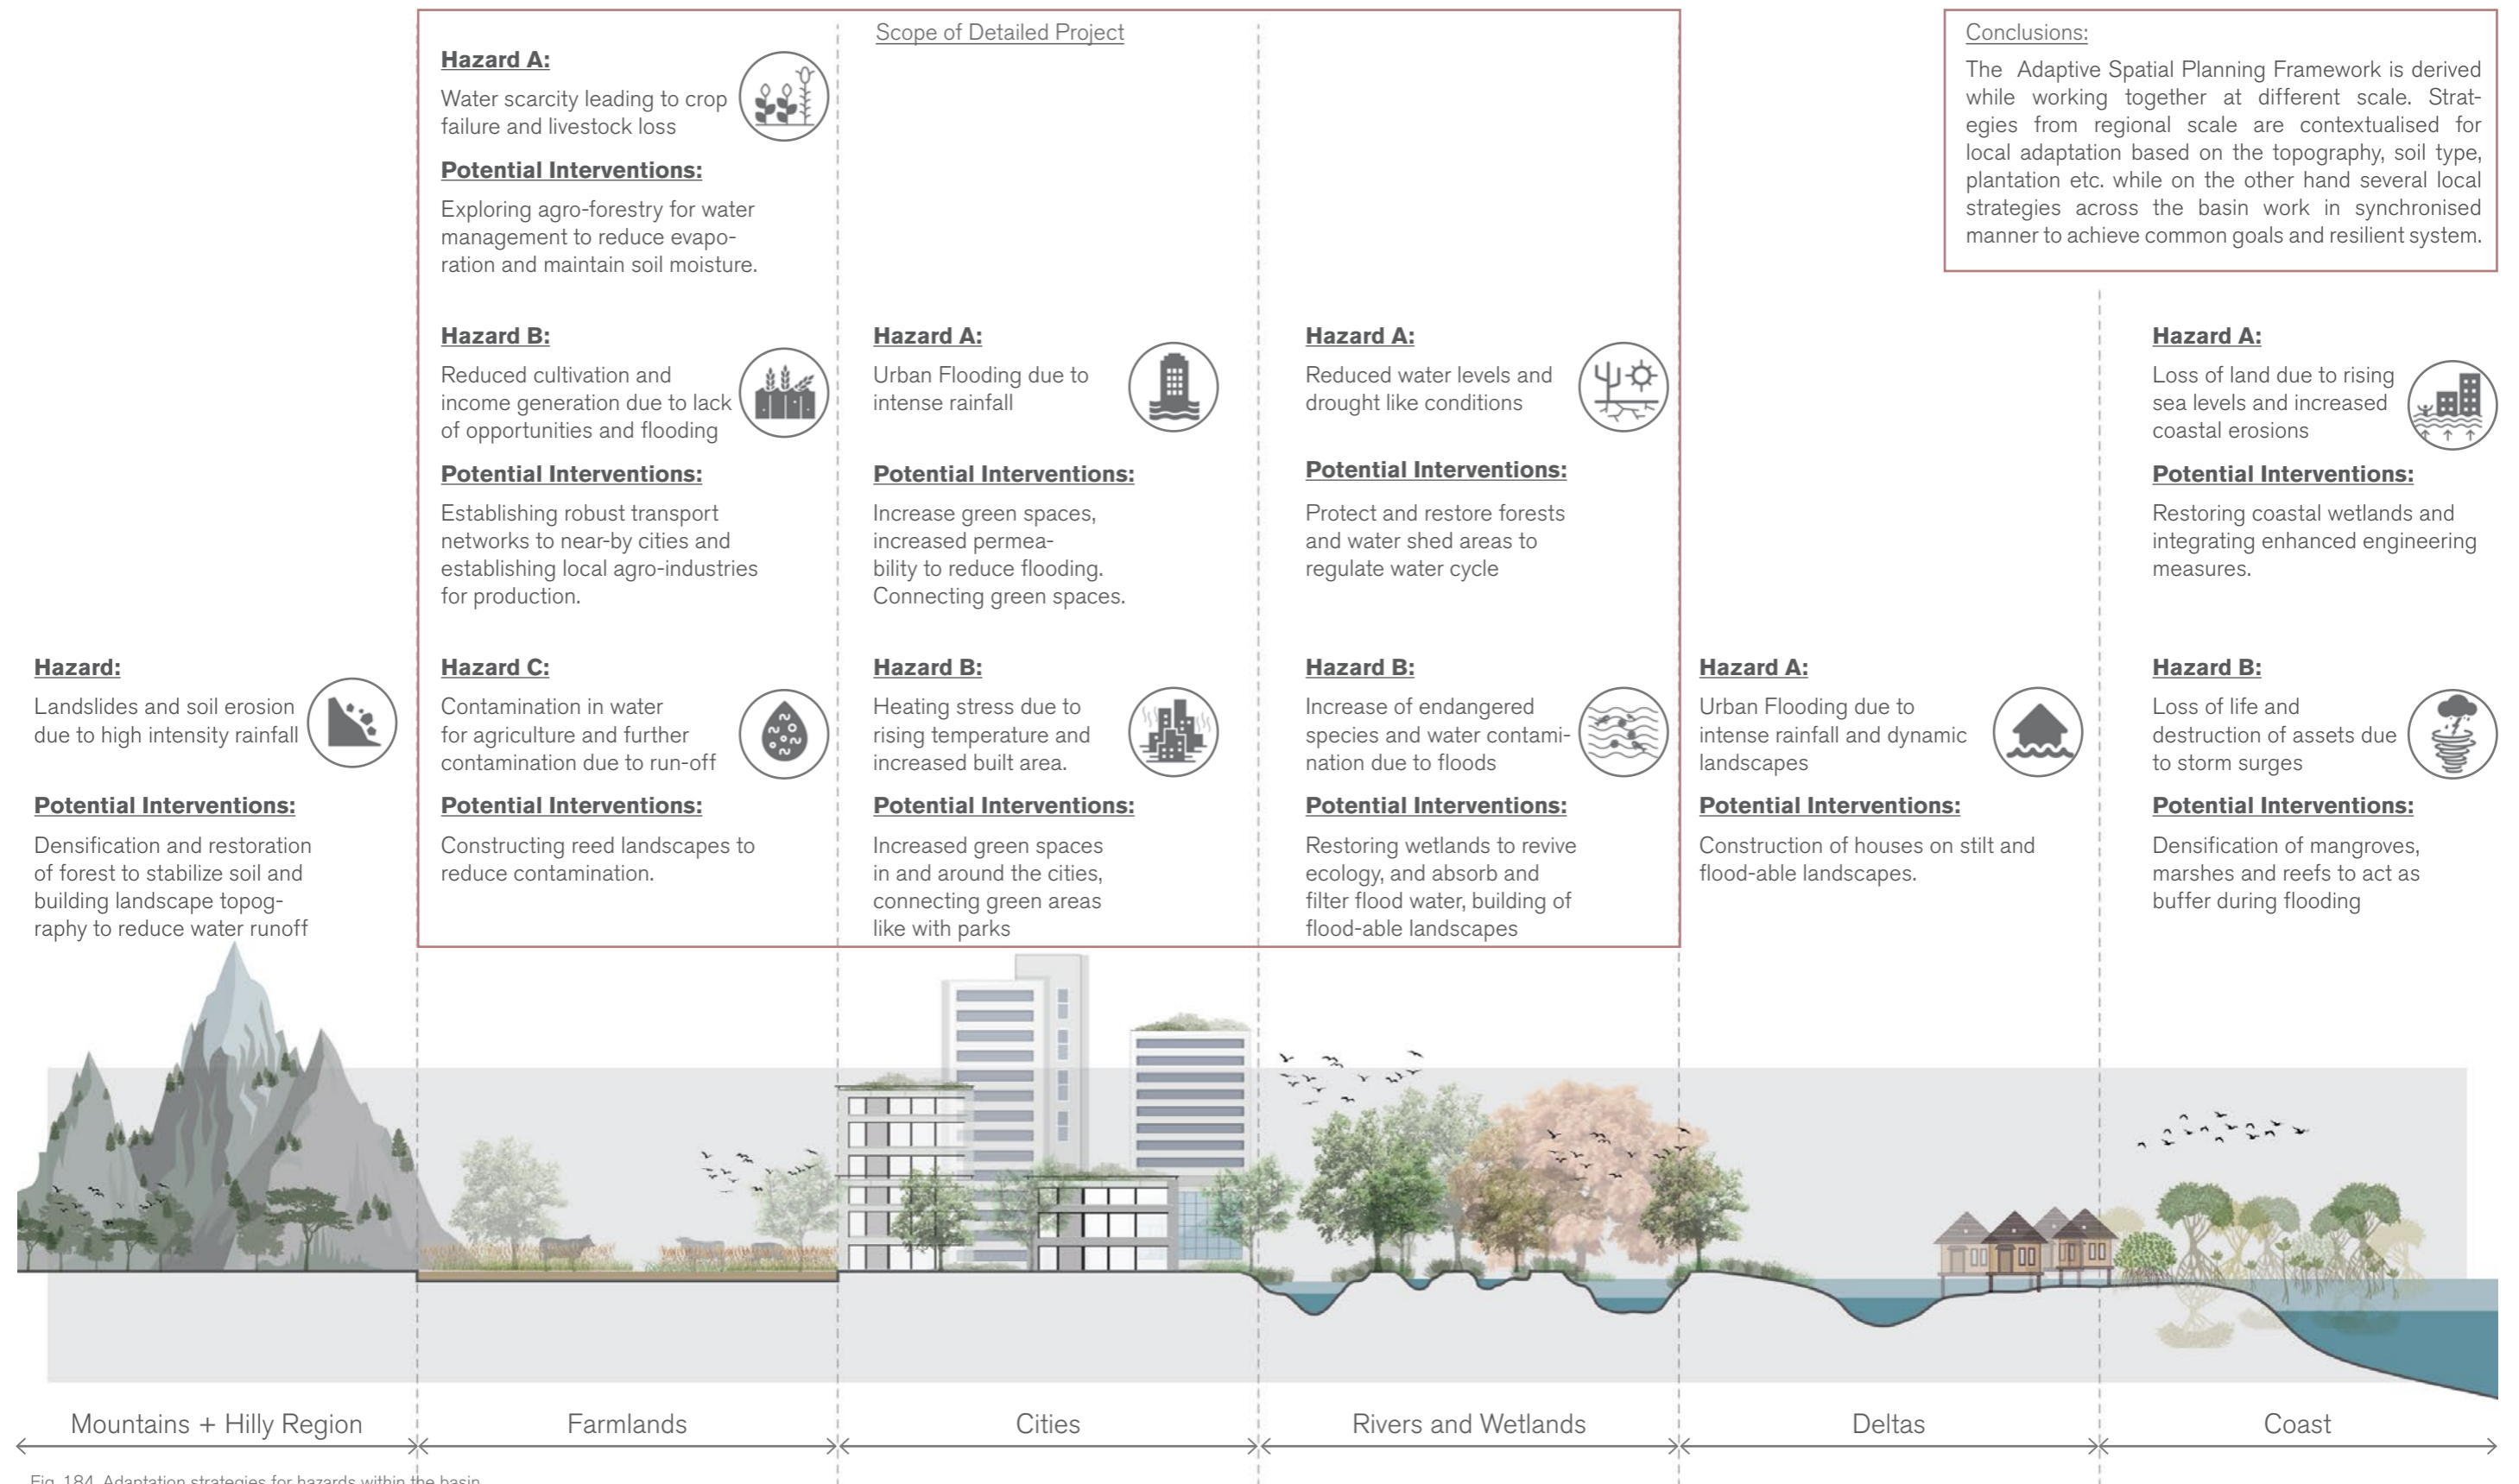 Scope of Detailed Project
Conclusions:
The Adaptive Spatial Planning Framework is derived
while working together at different scale. Strat-
egies from regional scale are contextualised for
local adaptation based on the topography, soil type,
plantation etc. while on the other hand several local
strategies across the basin work in synchronised
manner to achieve common goals and resilient system.
Hazard:
Landslides and soil erosion
due to high intensity rainfall
Potential Interventions:
Densification and restoration
of forest to stabilize soil and
building landscape topog-
raphy to reduce water runoff
Hazard A:
Water scarcity leading to crop
failure and livestock loss
Potential Interventions:
Exploring agro-forestry for water
management to reduce evapo-
ration and maintain soil moisture.
Hazard B:
Reduced cultivation and
income generation due to lack
of opportunities and flooding
Potential Interventions:
Establishing robust transport
networks to near-by cities and
establishing local agro-industries
for production.
Hazard C:
Contamination in water
for agriculture and further
contamination due to run-off
Potential Interventions:
Constructing reed landscapes to
reduce contamination.
Hazard A:
Urban Flooding due to
intense rainfall
Potential Interventions:
Increase green spaces,
increased permea-
bility to reduce flooding.
Connecting green spaces.
Hazard B:
Heating stress due to
rising temperature and
increased built area.
Potential Interventions:
Increased green spaces
in and around the cities,
connecting green areas
like with parks
Hazard A:
Reduced water levels and
drought like conditions
Potential Interventions:
Protect and restore forests
and water shed areas to
regulate water cycle
Hazard B:
Increase of endangered
species and water contami-
nation due to floods
Potential Interventions:
Restoring wetlands to revive
ecology, and absorb and
filter flood water, building of
flood-able landscapes
Hazard A:
Urban Flooding due to
intense rainfall and dynamic
landscapes
Potential Interventions:
Construction of houses on stilt and
flood-able landscapes.
Hazard A:
Loss of land due to rising
sea levels and increased
coastal erosions
Potential Interventions:
Restoring coastal wetlands and
integrating enhanced engineering
measures.
Hazard B:
Loss of life and
destruction of assets due
to storm surges
Potential Interventions:
Densification of mangroves,
marshes and reefs to act as
buffer during flooding
Mountains + Hilly Region
Farmlands
Cities
Rivers and Wetlands
Deltas
Coast
Fig. 184. Adaptation strategies for hazards within the basin